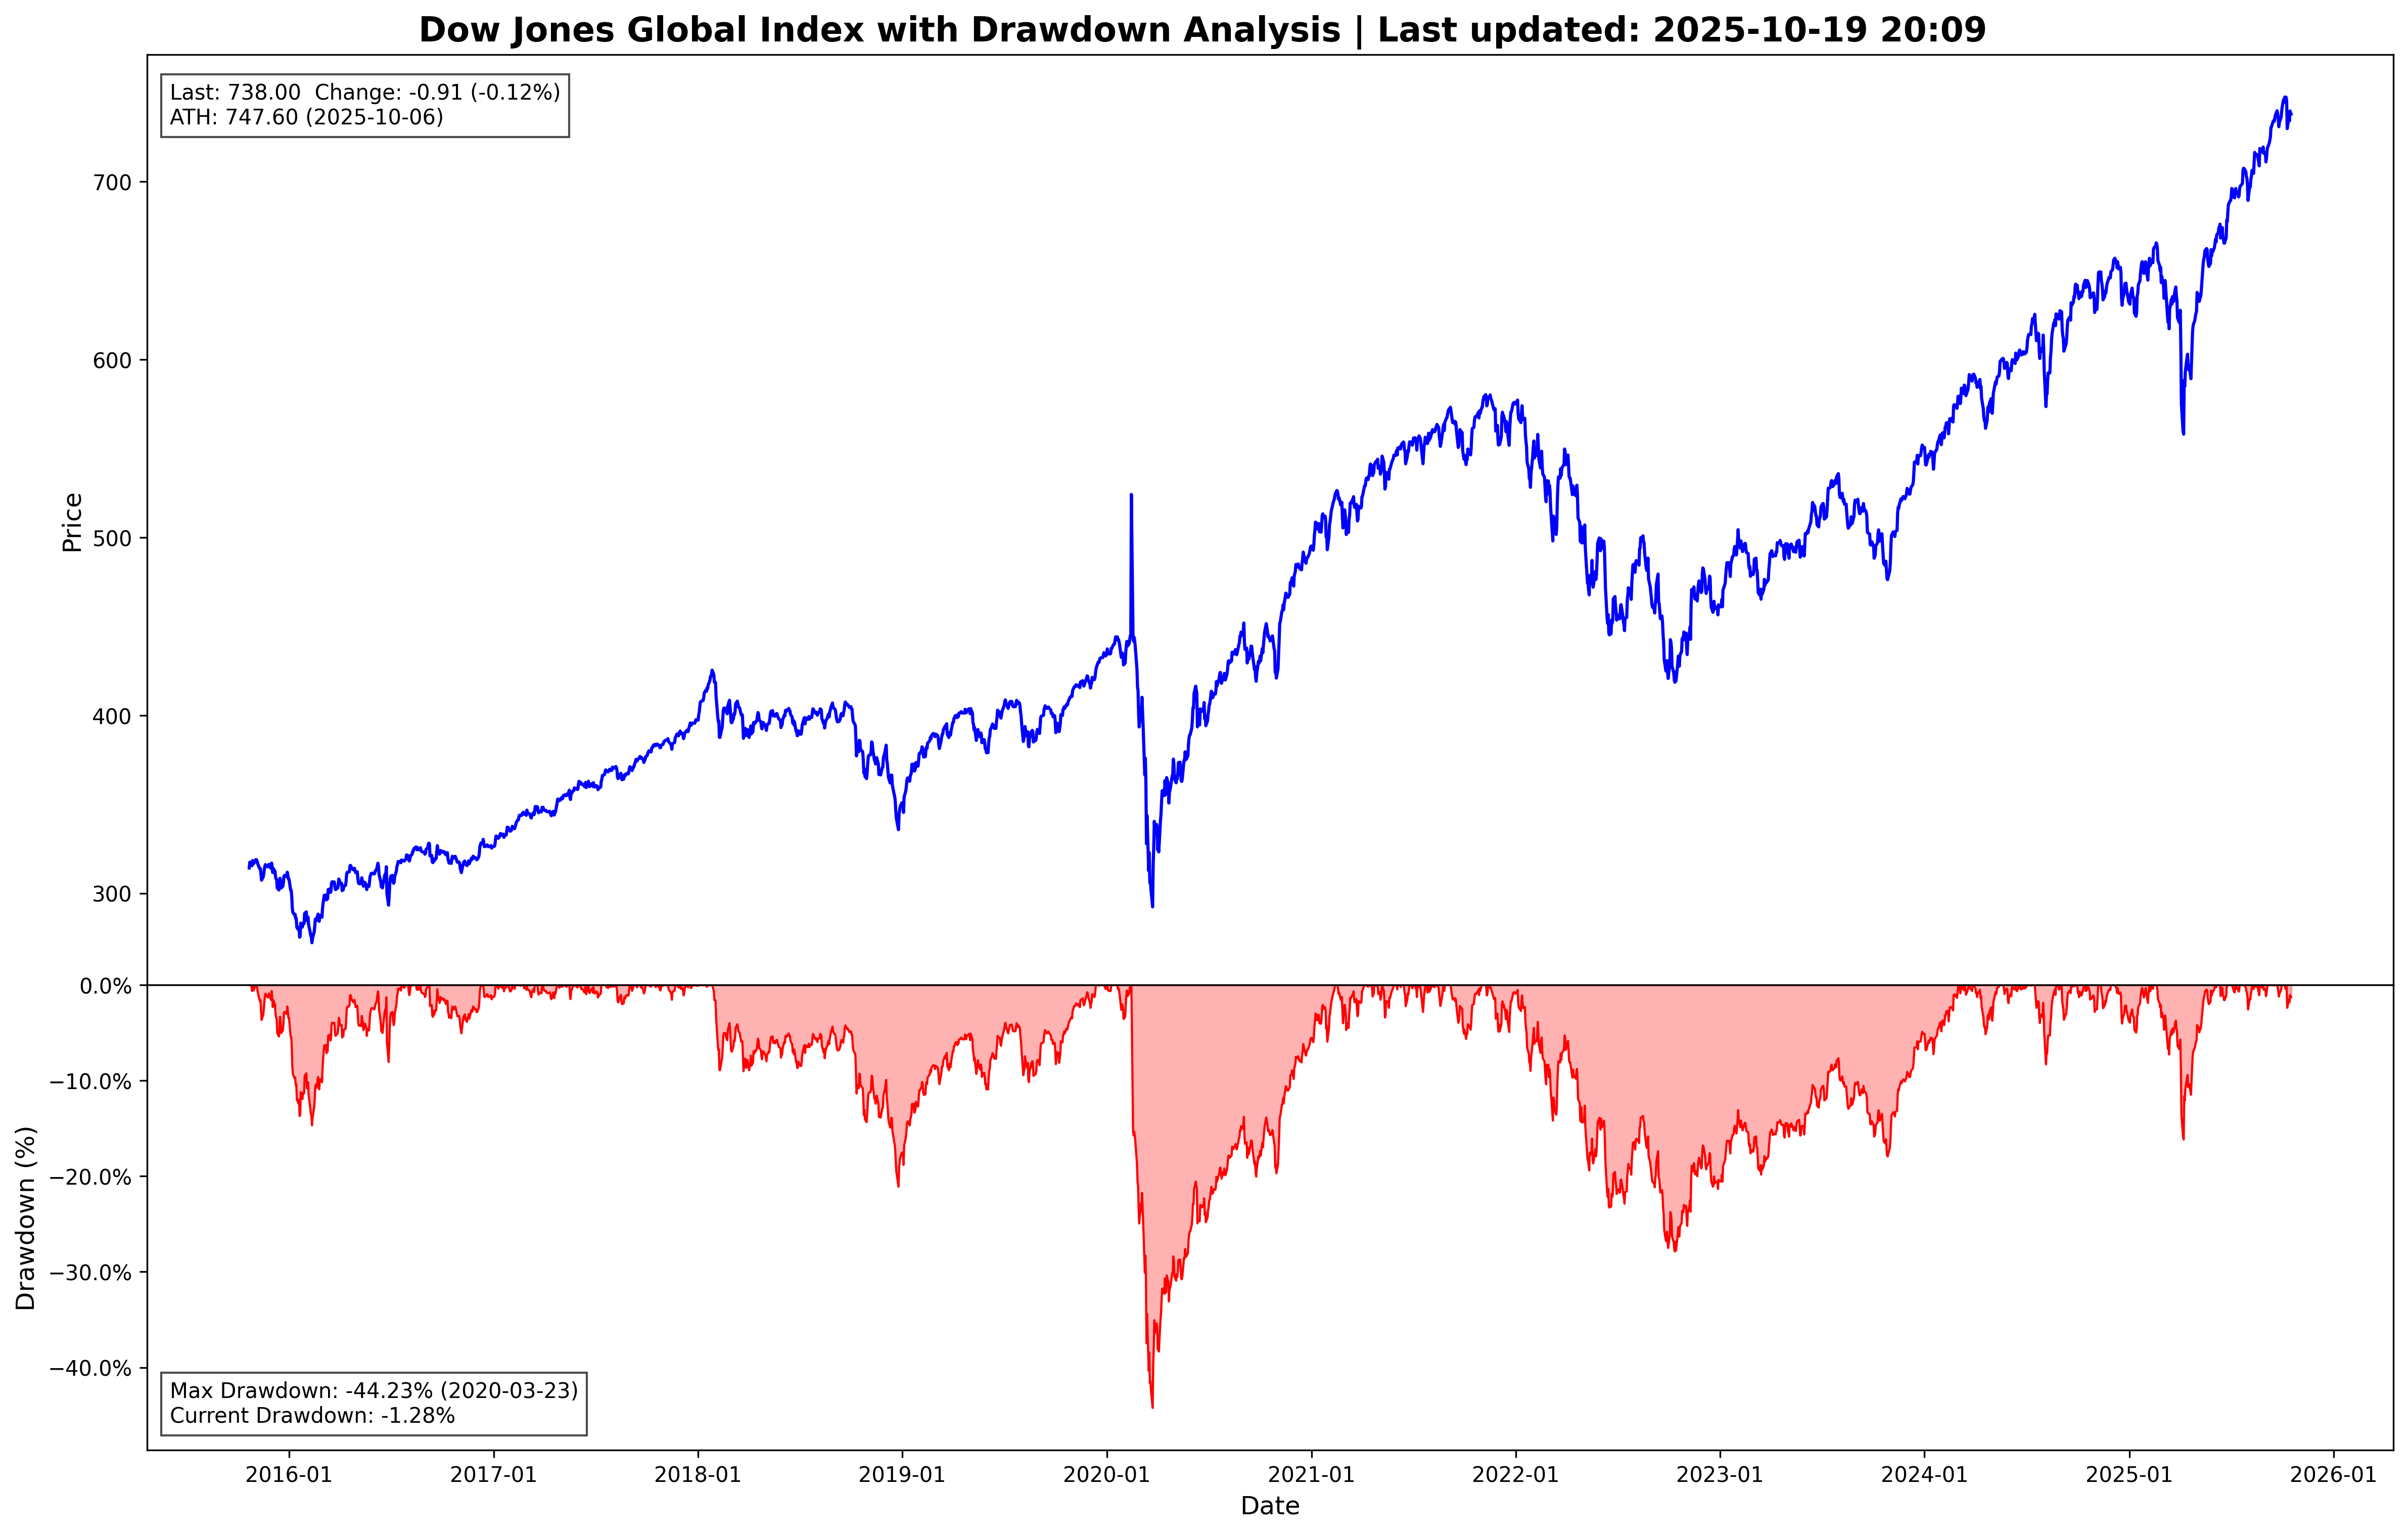 Dow Jones Global Index with Drawdown Analysis | Last updated: 2025-10-19 20:09
Last: 738.00  Change: -0.91 (-0.12%)
ATH: 747.60 (2025-10-06)
Price
700
600
500
400
300
Drawdown (%)
0.0%
−10.0%
−20.0%
−30.0%
−40.0%
Max Drawdown: -44.23% (2020-03-23)
Current Drawdown: -1.28%
2016-01 2017-01 2018-01 2019-01 2020-01 2021-01 2022-01 2023-01 2024-01 2025-01 2026-01
Date